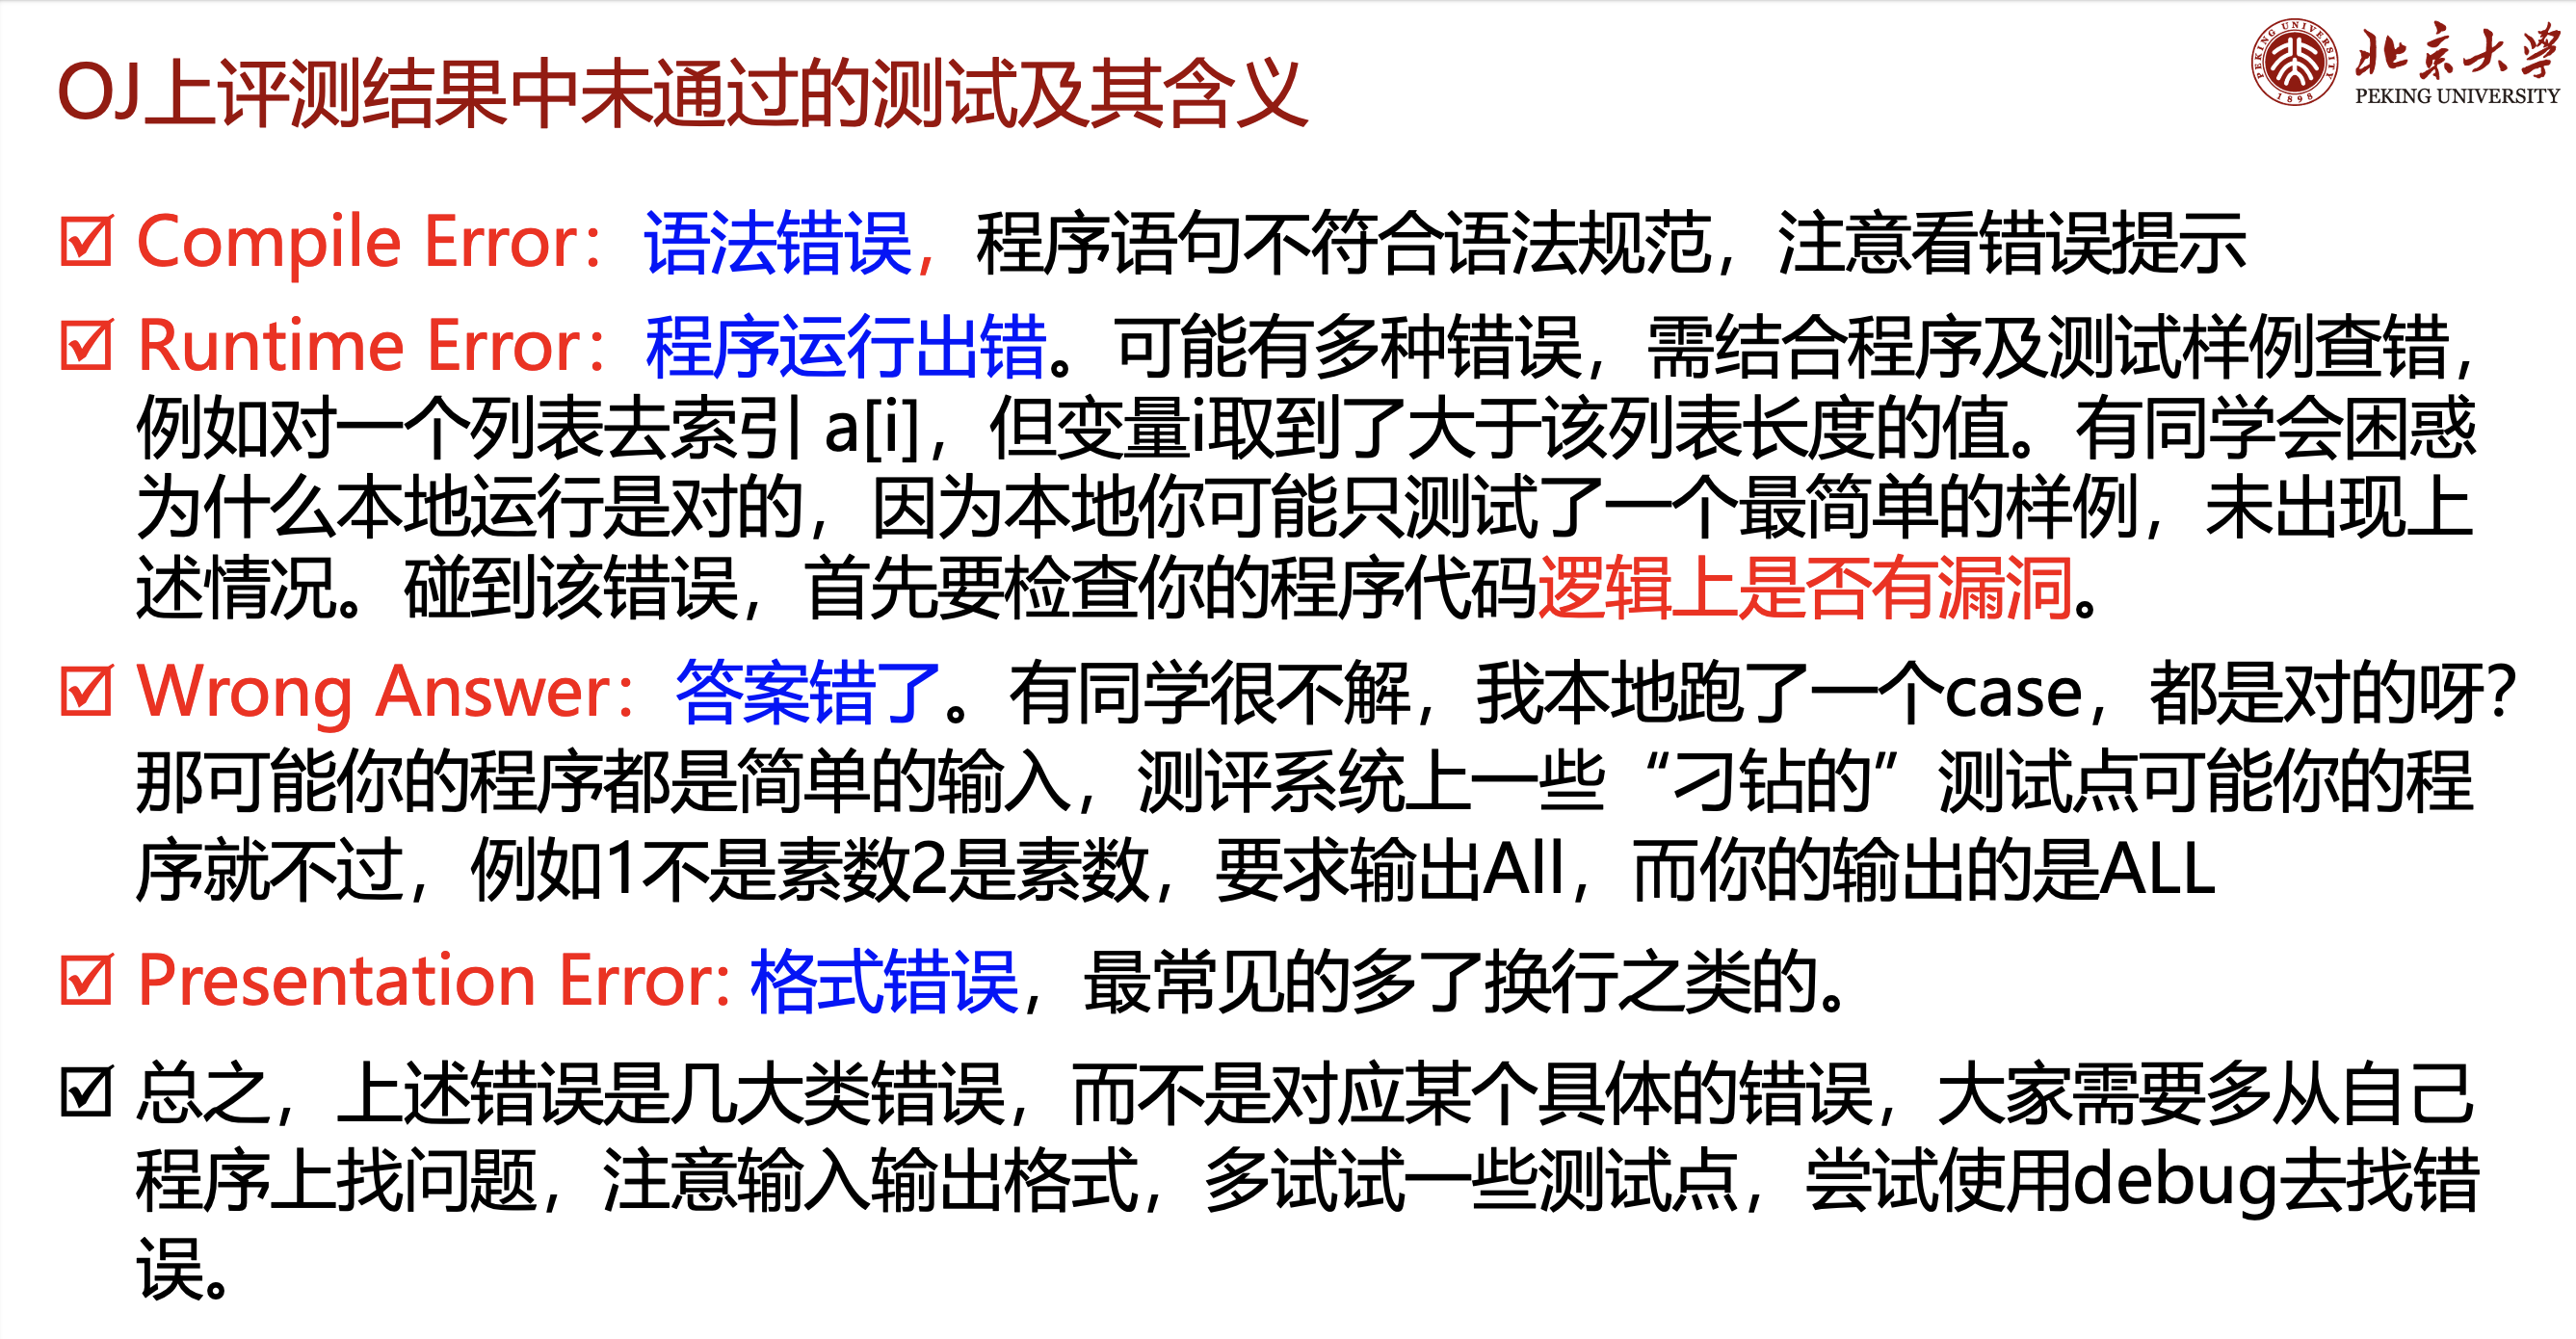 OJ上评测结果中未通过的测试及其含义
北京大学
PEKING UNIVERSITY
PEKING UNIVERSITY
1898
Compile Error：语法错误，程序语句不符合语法规范，注意看错误提示
Runtime Error：程序运行出错。可能有多种错误，需结合程序及测试样例查错，
例如对一个列表去索引 a[i]，但变量i取到了大于该列表长度的值。有同学会困惑
为什么本地运行是对的，因为本地你可能只测试了一个最简单的样例，未出现上
述情况。碰到该错误，首先要检查你的程序代码逻辑上是否有漏洞。
Wrong Answer：答案错了。有同学很不解，我本地跑了一个case，都是对的呀？
那可能你的程序都是简单的输入，测评系统上一些“刁钻的”测试点可能你的程
序就不过，例如1不是素数2是素数，要求输出All，而你的输出的是ALL
Presentation Error: 格式错误，最常见的多了换行之类的。
总之，上述错误是几大类错误，而不是对应某个具体的错误，大家需要多从自己
程序上找问题，注意输入输出格式，多试试一些测试点，尝试使用debug去找错
误。